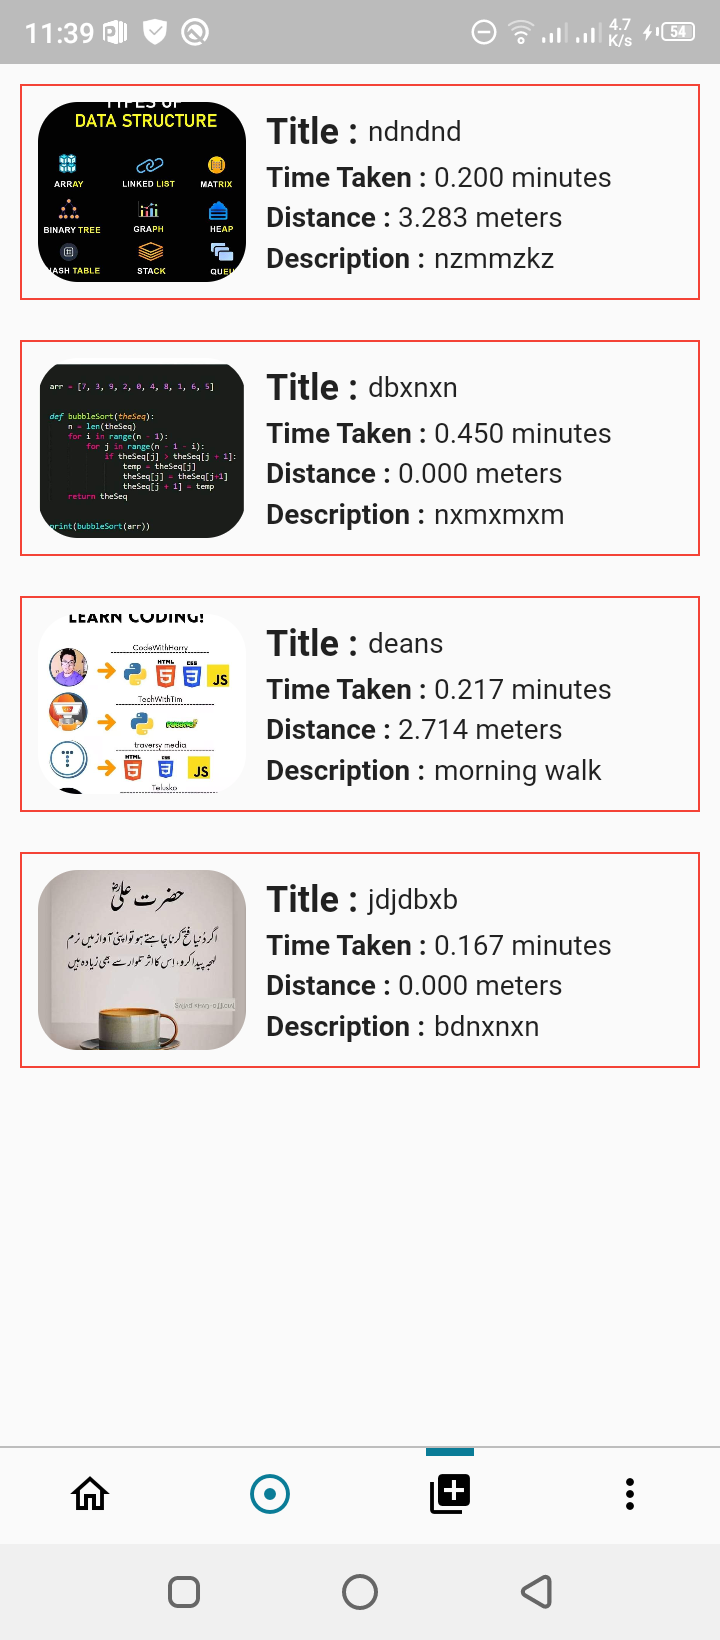 11:39
4.7
K/s
54
TYPES OF
DATA STRUCTURE
ARRAY
LINKED LIST
MATRIX
BINARY TREE
GRAPH
HEAP
HASH TABLE
STACK
QUEU
Title : ndndnd
Time Taken : 0.200 minutes
Distance : 3.283 meters
Description : nzmmzkz
arr = [7, 3, 9, 2, 0, 4, 8, 1, 6, 5]
def bubbleSort(theSeq):
n = len(theSeq)
for i in range(n - 1):
for j in range(n - 1 - i):
if theSeq[j] > theSeq[j + 1]:
temp = theSeq[j]
theSeq[j] = theSeq[j+1]
theSeq[j + 1] = temp
return theSeq
print(bubbleSort(arr))
Title : dbxnxn
Time Taken : 0.450 minutes
Distance : 0.000 meters
Description : nxmxmxm
LEARN CODING!
CodeWithHarry
HTML
5
CSS
3
JS
TechWithTim
traversy media
HTML
5
CSS
3
JS
Telusko
Title : deans
Time Taken : 0.217 minutes
Distance : 2.714 meters
Description : morning walk
حضرت علیؓ
اگر دُنیا فتح کرنا چاہتے ہو تو اپنی آواز میں نرم
لہجہ پیدا کرو، اِس کا اثر تلوار سے بھی زیادہ ہیں
Title : jdjdbxb
Time Taken : 0.167 minutes
Distance : 0.000 meters
Description : bdnxnxn